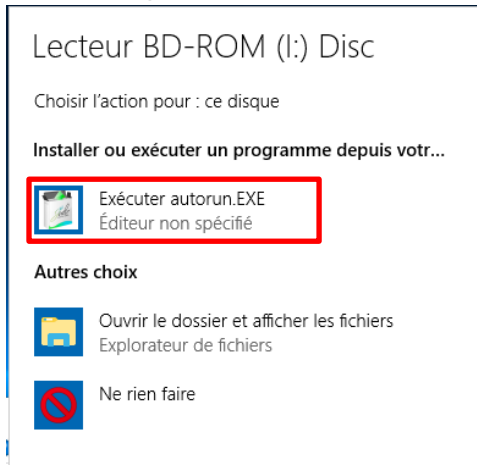 Lecteur BD-ROM (I:) Disc
Choisir l’action pour : ce disque
Installer ou exécuter un programme depuis votr...
Exécuter autorun.EXE
Éditeur non spécifié
Autres choix
Ouvrir le dossier et afficher les fichiers
Explorateur de fichiers
Ne rien faire